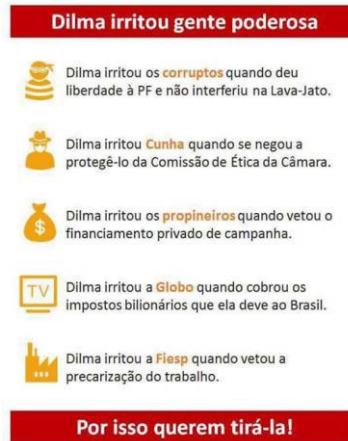 Dilma irritou gente poderosa
Dilma irritou os corruptos quando deu
liberdade à PF e não interferiu na Lava-Jato.
Dilma irritou Cunha quando se negou a
protegê-lo da Comissão de Ética da Câmara.
Dilma irritou os propineiros quando vetou o
financiamento privado de campanha.
$
TV
Dilma irritou a Globo quando cobrou os
impostos bilionários que ela deve ao Brasil.
Dilma irritou a Fiesp quando vetou a
precarização do trabalho.
Por isso querem tirá-la!